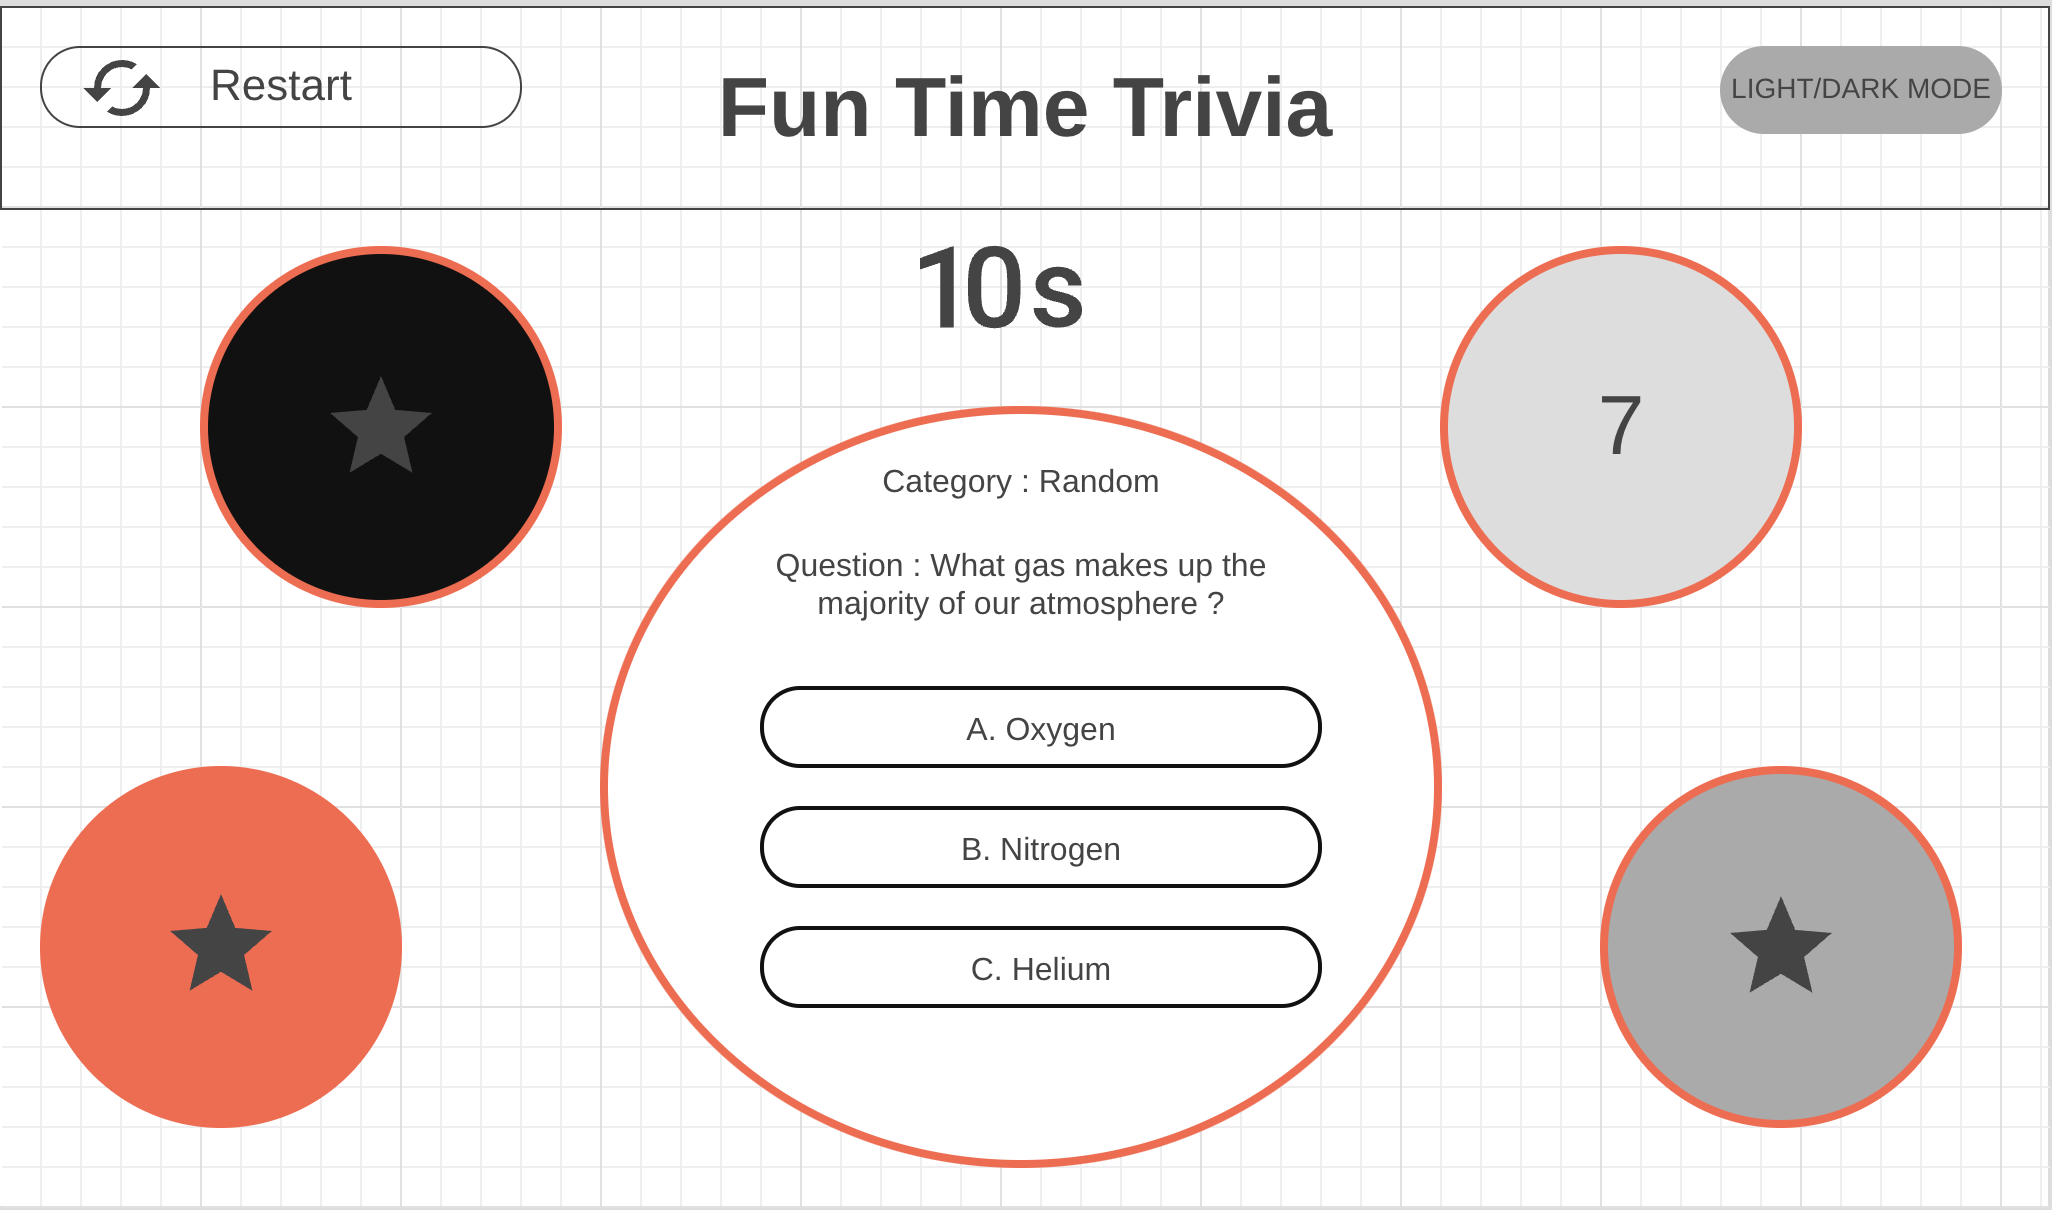 Restart
Fun Time Trivia
LIGHT/DARK MODE
10s
7
Category : Random
Question : What gas makes up the
majority of our atmosphere ?
A. Oxygen
B. Nitrogen
C. Helium